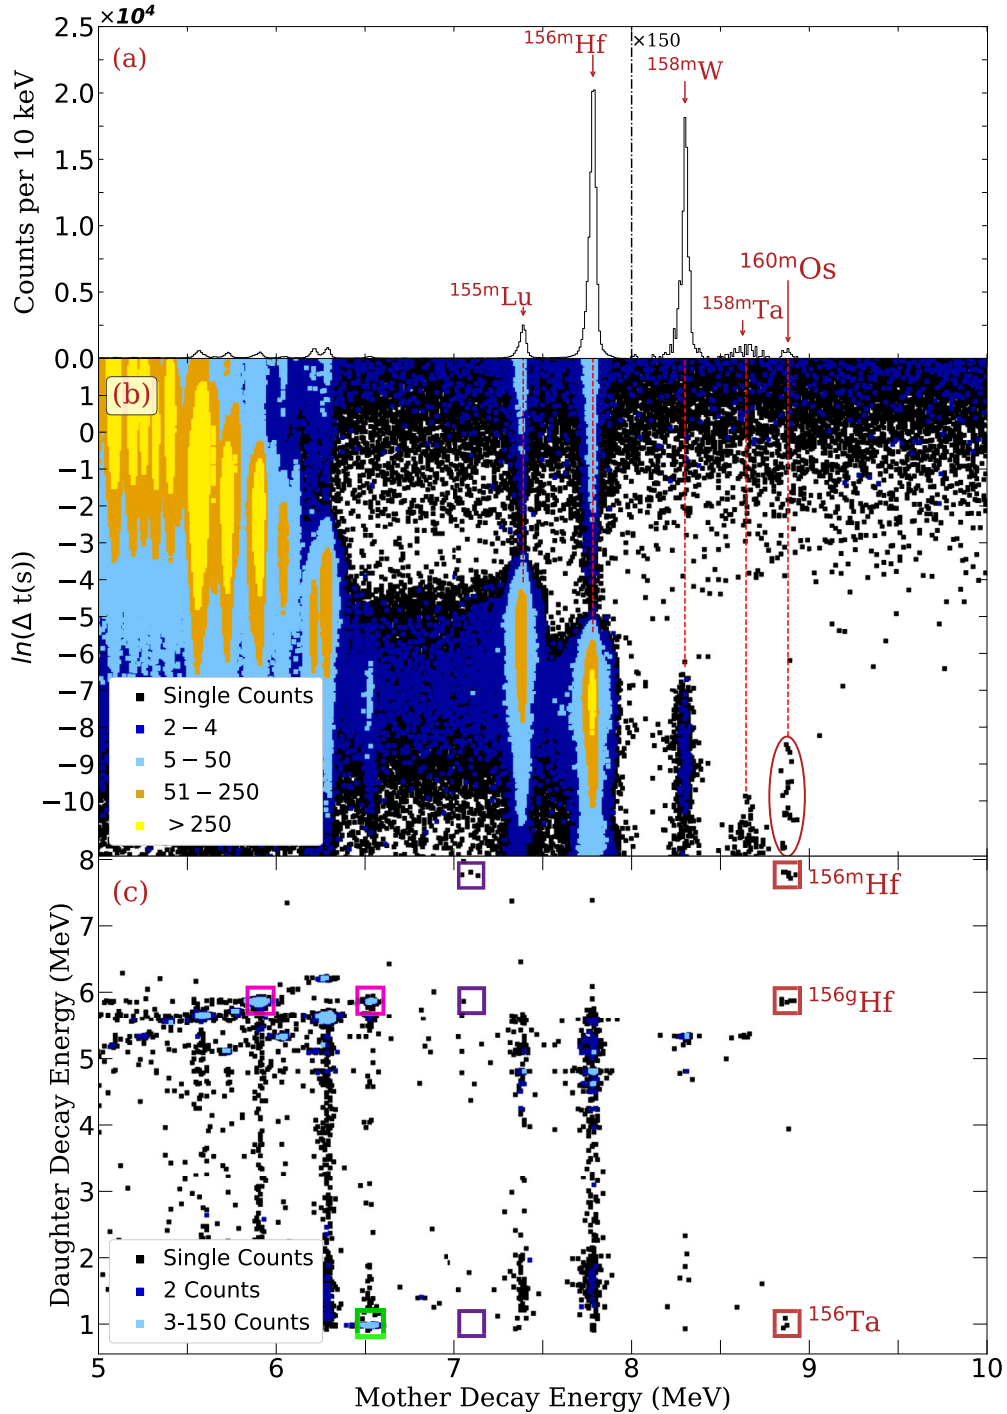 ×10⁴
2.5
2.0
1.5
1.0
0.5
0.0
Counts per 10 keV
(a)
¹⁵⁶ᵐHf
×150
¹⁵⁸ᵐW
¹⁵⁵ᵐLu
¹⁵⁸ᵐTa
¹⁶⁰ᵐOs
(b)
1
0
−1
−2
−3
−4
−5
−6
−7
−8
−9
−10
ln(Δ t(s))
Single Counts
2 − 4
5 − 50
51 − 250
> 250
(c)
8
7
6
5
4
3
2
1
Daughter Decay Energy (MeV)
¹⁵⁶ᵐHf
¹⁵⁶ᵍHf
¹⁵⁶Ta
Single Counts
2 Counts
3-150 Counts
5 6 7 8 9 10
Mother Decay Energy (MeV)